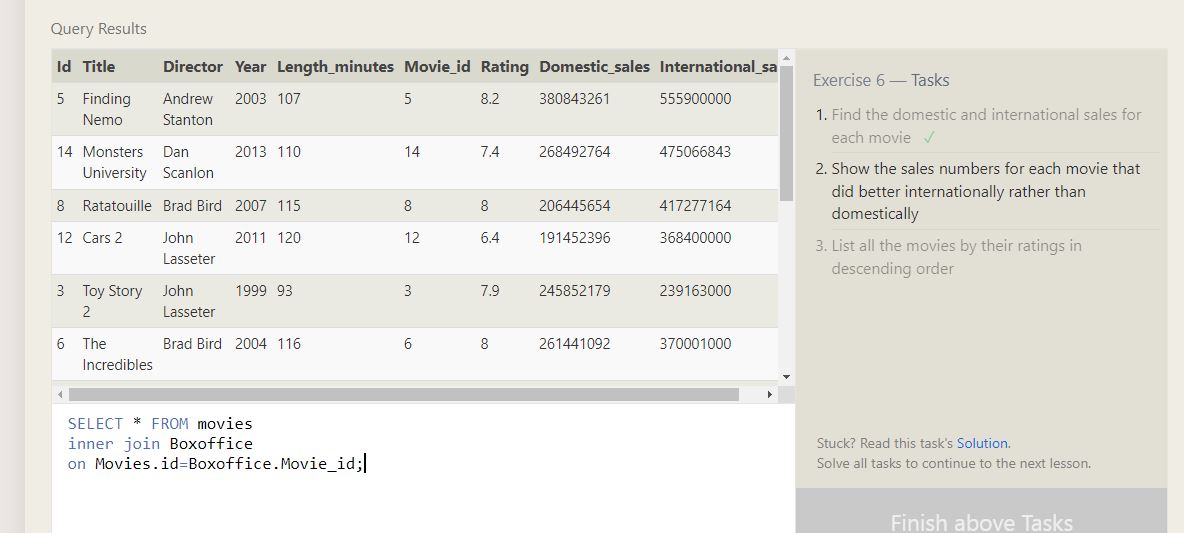 Query Results
Id Title Director Year Length_minutes Movie_id Rating Domestic_sales International_sa
5 Finding Andrew 2003 107 5 8.2 380843261 555900000
Nemo Stanton
14 Monsters Dan 2013 110 14 7.4 268492764 475066843
University Scanlon
8 Ratatouille Brad Bird 2007 115 8 8 206445654 417277164
12 Cars 2 John 2011 120 12 6.4 191452396 368400000
Lasseter
3 Toy Story John 1999 93 3 7.9 245852179 239163000
2 Lasseter
6 The Brad Bird 2004 116 6 8 261441092 370001000
Incredibles
SELECT * FROM movies
inner join Boxoffice
on Movies.id=Boxoffice.Movie_id;
Exercise 6 — Tasks
1. Find the domestic and international sales for
each movie ✓
2. Show the sales numbers for each movie that
did better internationally rather than
domestically
3. List all the movies by their ratings in
descending order
Stuck? Read this task's Solution.
Solve all tasks to continue to the next lesson.
Finish above Tasks